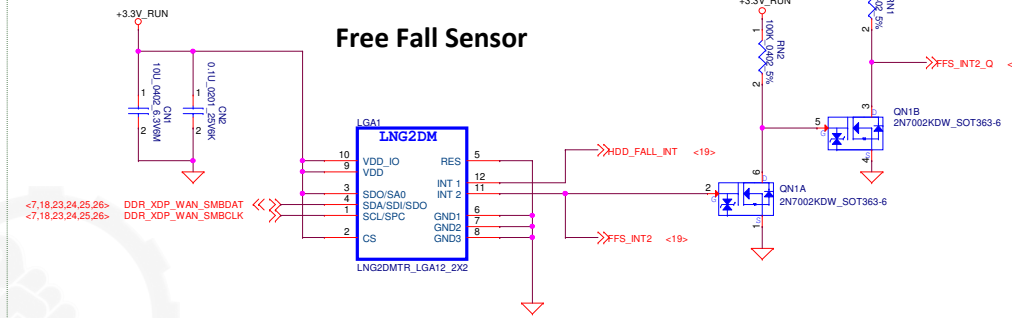 +3.3V_RUN
+3.3V_RUN
RN1
Free Fall Sensor
1
100K_0402_5%
RN2
2
2
FFS_INT2_Q
<
10U_0402_6.3V6M
CN1
1
2
0.1U_0201_25V6K
CN2
1
2
LGA1
LNG2DM
3
D
QN1B
2N7002KDW_SOT363-6
5
G
S
4
10 VDD_IO RES 5
9 VDD
HDD_FALL_INT <19>
INT 1 12
3 SDO/SA0 INT 2 11
<7,18,23,24,25,26> DDR_XDP_WAN_SMBDAT 4 SDA/SDI/SDO
<7,18,23,24,25,26> DDR_XDP_WAN_SMBCLK 1 SCL/SPC GND1 6
GND2 7
2 CS GND3 8
6
D
QN1A
2N7002KDW_SOT363-6
2
G
S
1
FFS_INT2 <19>
LNG2DMTR_LGA12_2X2